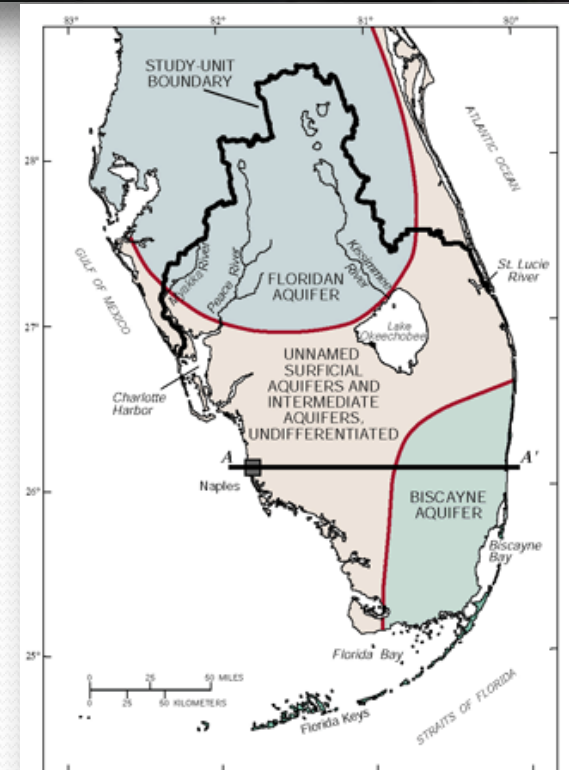 83°
82°
81°
80°
STUDY-UNIT
BOUNDARY
ATLANTIC OCEAN
28°
GULF OF MEXICO
Myakka River
Peace River
Kissimmee
River
St. Lucie
River
FLORIDAN
AQUIFER
27°
Lake
Okeechobee
UNNAMED
SURFICIAL
AQUIFERS AND
INTERMEDIATE
AQUIFERS,
UNDIFFERENTIATED
Charlotte
Harbor
A
A'
Naples
26°
BISCAYNE
AQUIFER
Biscayne
Bay
25°
Florida Bay
0 25 50 MILES
0 25 50 KILOMETERS
Florida Keys
STRAITS OF FLORIDA